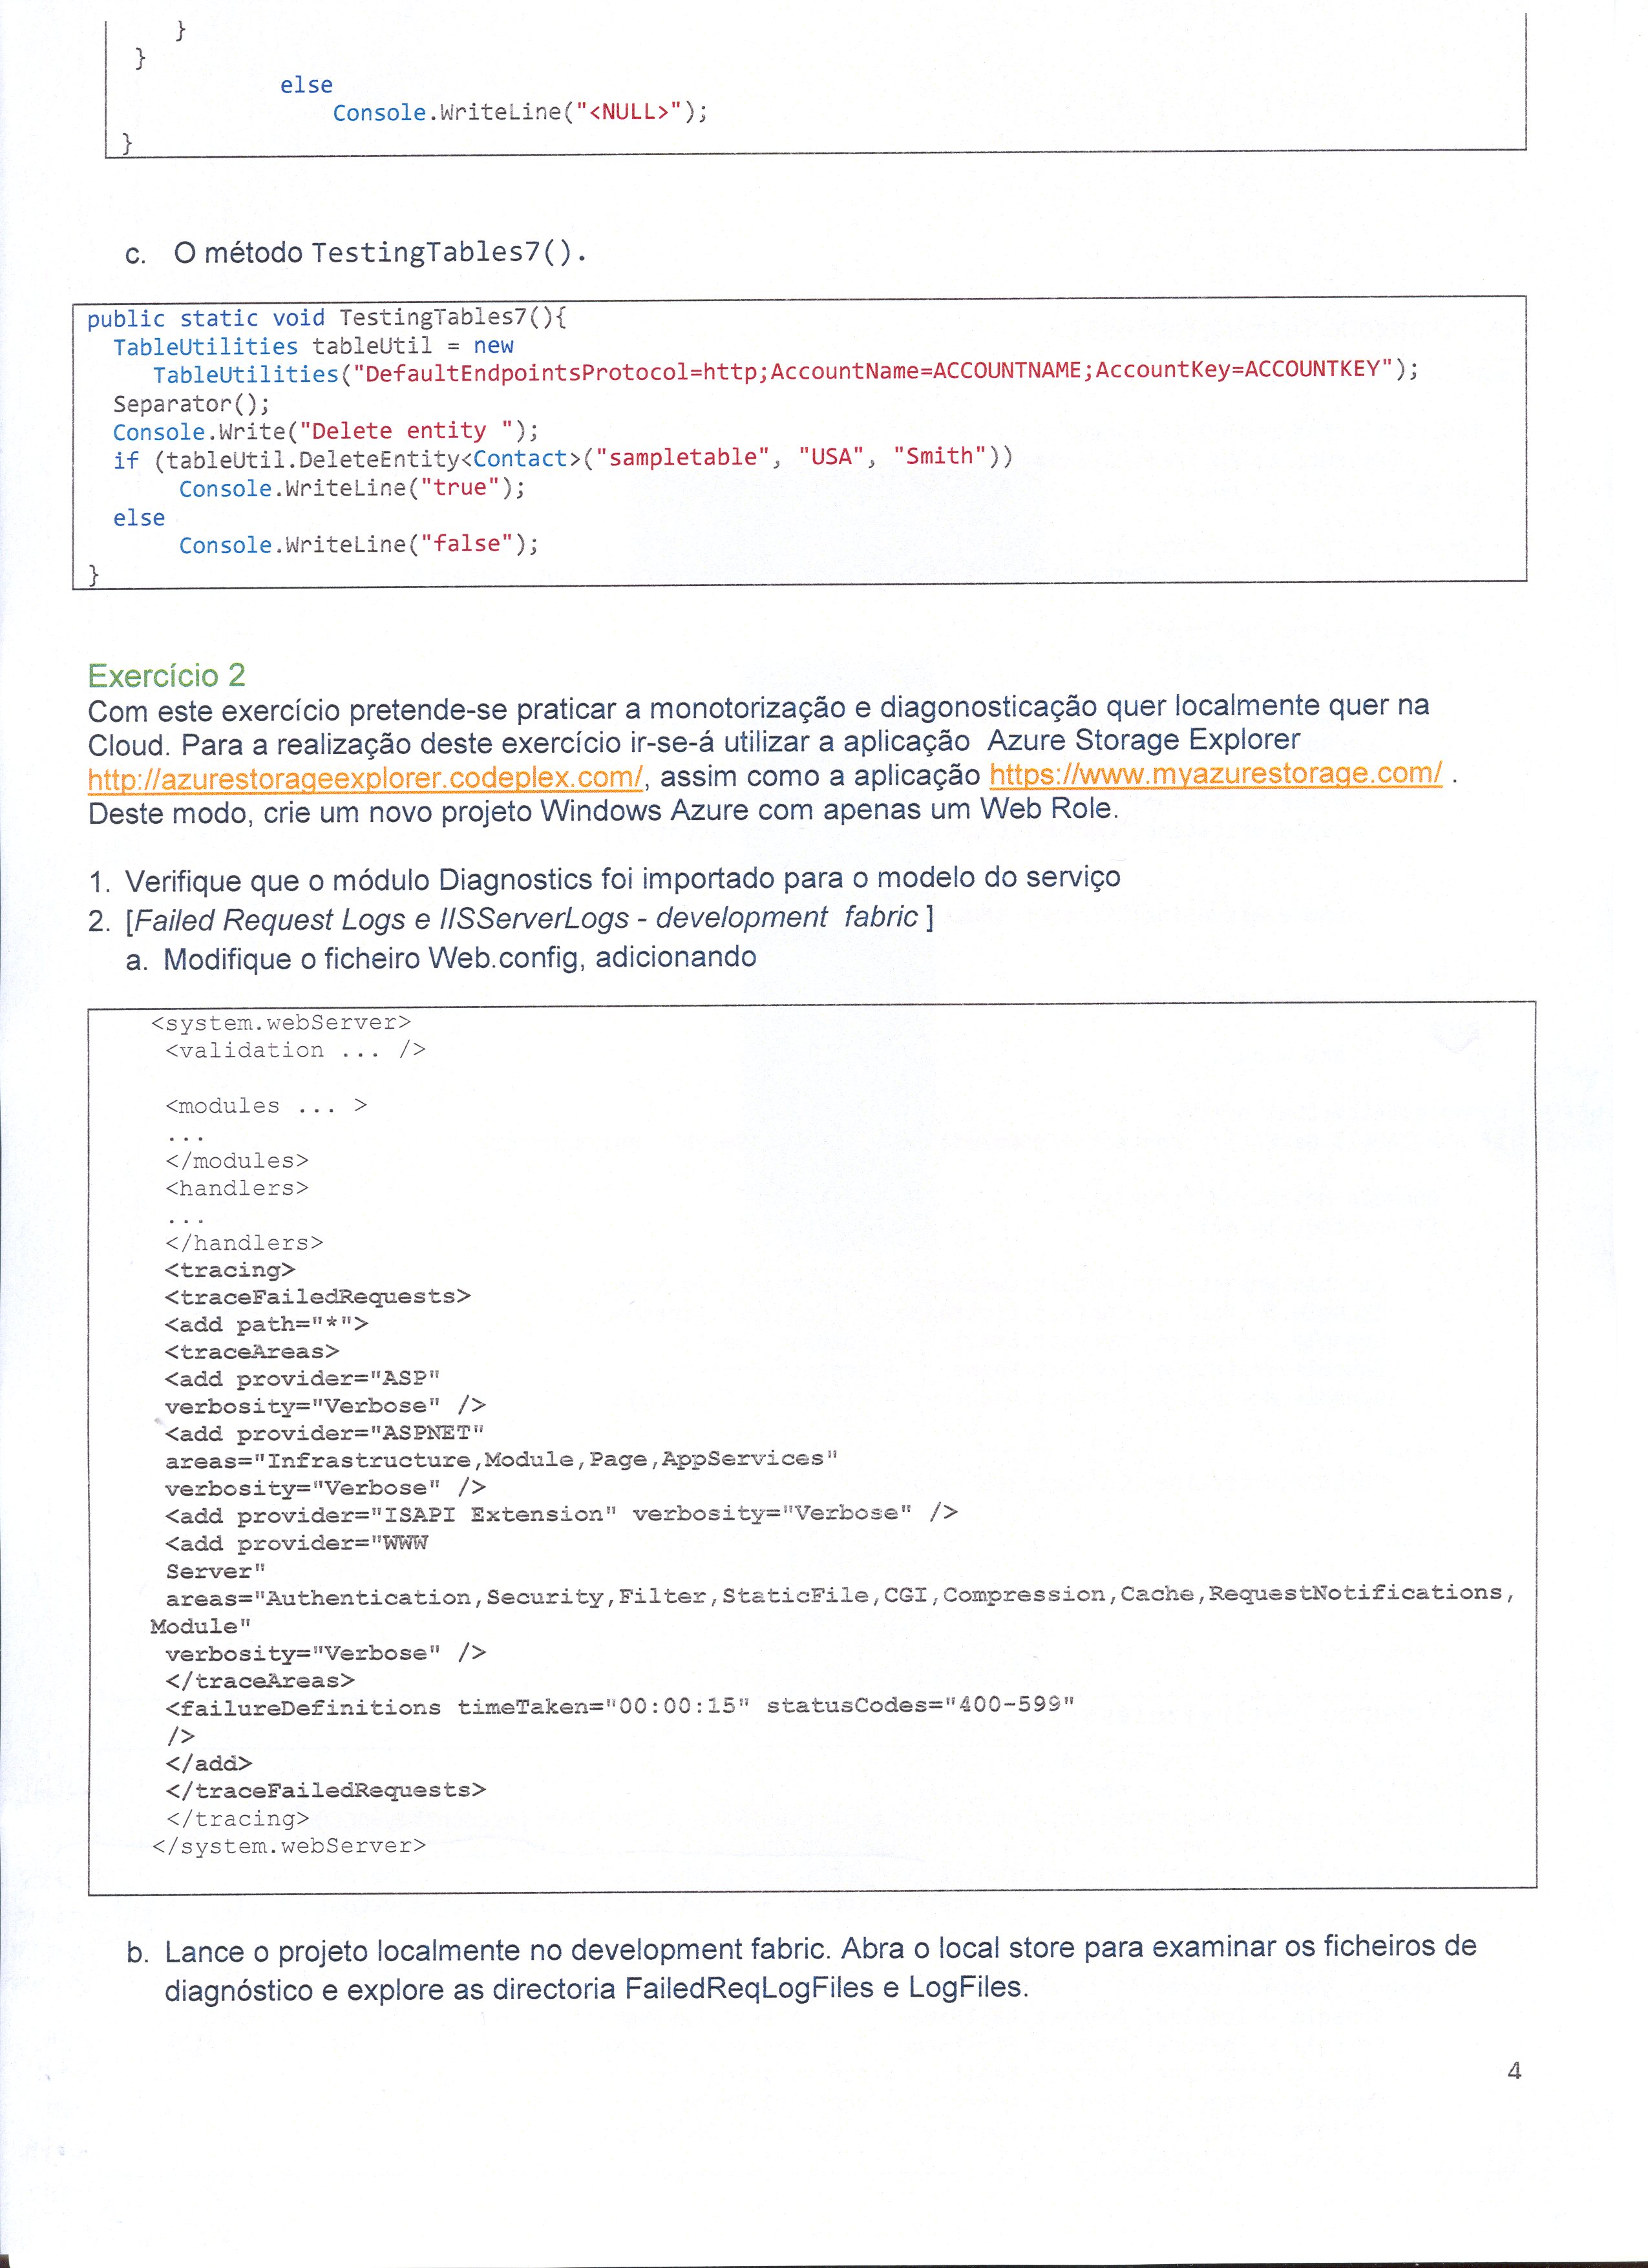 }
}
else
Console.WriteLine("<NULL>");
}
c. O método TestingTables7().
public static void TestingTables7(){
TableUtilities tableUtil = new
TableUtilities("DefaultEndpointsProtocol=http;AccountName=ACCOUNTNAME;AccountKey=ACCOUNTKEY");
Separator();
Console.Write("Delete entity ");
if (tableUtil.DeleteEntity<Contact>("sampletable", "USA", "Smith"))
Console.WriteLine("true");
else
Console.WriteLine("false");
}
Exercício 2
Com este exercício pretende-se praticar a monotorização e diagonosticação quer localmente quer na
Cloud. Para a realização deste exercício ir-se-á utilizar a aplicação Azure Storage Explorer
http://azurestorageexplorer.codeplex.com/, assim como a aplicação https://www.myazurestorage.com/ .
Deste modo, crie um novo projeto Windows Azure com apenas um Web Role.
1. Verifique que o módulo Diagnostics foi importado para o modelo do serviço
2. [Failed Request Logs e IISServerLogs - development fabric ]
a. Modifique o ficheiro Web.config, adicionando
<system.webServer>
<validation ... />
<modules ... >
...
</modules>
<handlers>
...
</handlers>
<tracing>
<traceFailedRequests>
<add path="*">
<traceAreas>
<add provider="ASP"
verbosity="Verbose" />
<add provider="ASPNET"
areas="Infrastructure,Module,Page,AppServices"
verbosity="Verbose" />
<add provider="ISAPI Extension" verbosity="Verbose" />
<add provider="WWW
Server"
areas="Authentication,Security,Filter,StaticFile,CGI,Compression,Cache,RequestNotifications,
Module"
verbosity="Verbose" />
</traceAreas>
<failureDefinitions timeTaken="00:00:15" statusCodes="400-599"
/>
</add>
</traceFailedRequests>
</tracing>
</system.webServer>
b. Lance o projeto localmente no development fabric. Abra o local store para examinar os ficheiros de
diagnóstico e explore as directoria FailedReqLogFiles e LogFiles.
4